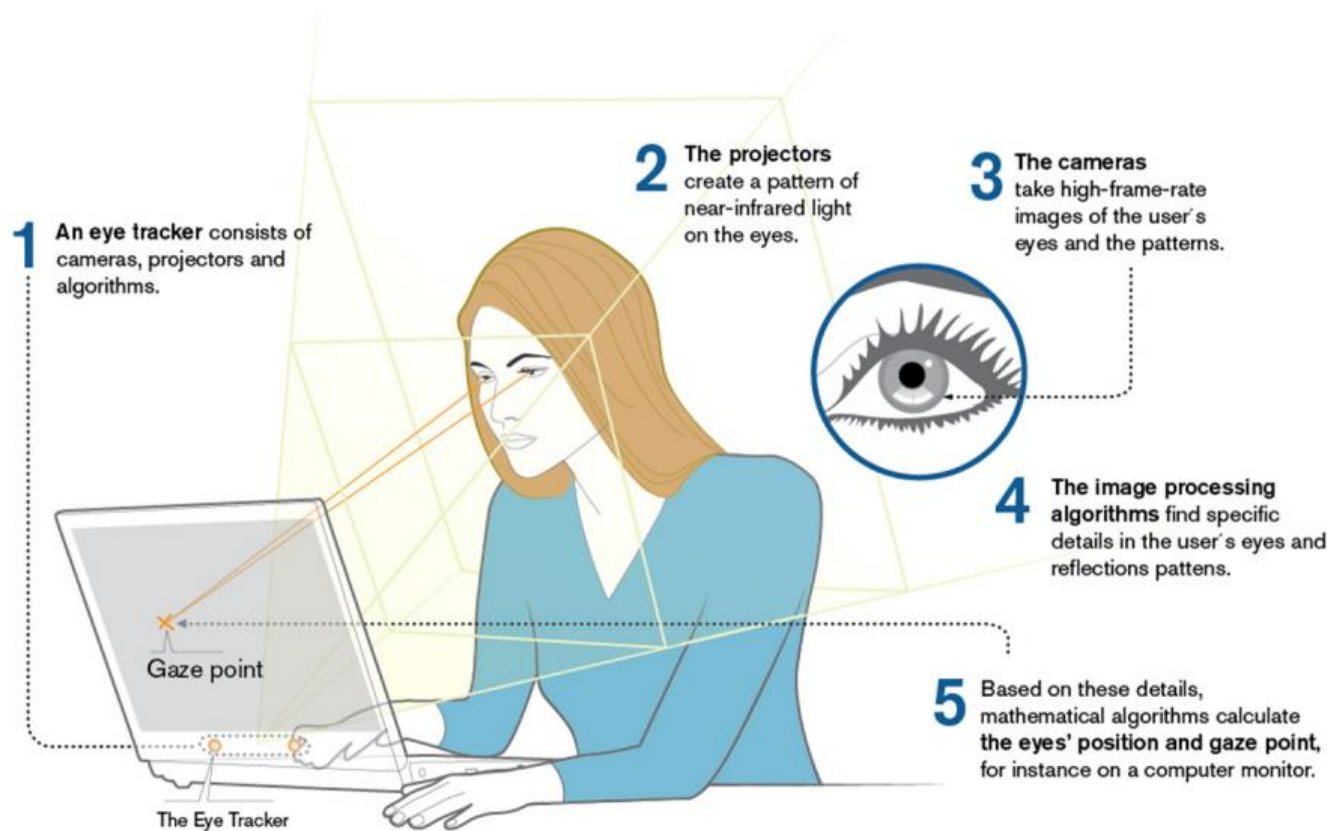 1 An eye tracker consists of
cameras, projectors and
algorithms.
2 The projectors
create a pattern of
near-infrared light
on the eyes.
3 The cameras
take high-frame-rate
images of the user´s
eyes and the patterns.
4 The image processing
algorithms find specific
details in the user´s eyes and
reflections pattens.
5 Based on these details,
mathematical algorithms calculate
the eyes' position and gaze point,
for instance on a computer monitor.
Gaze point
The Eye Tracker